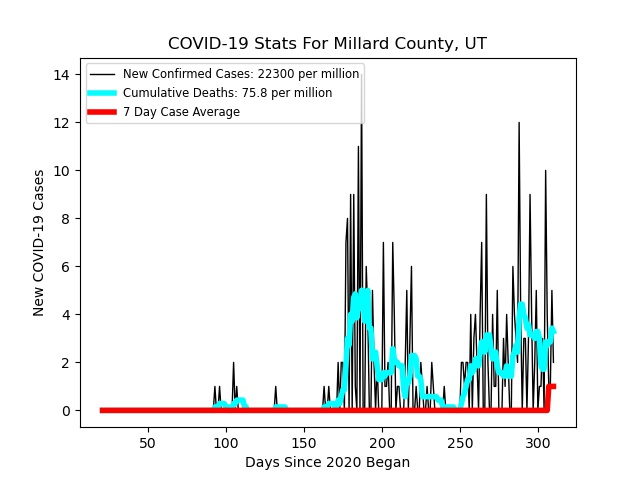 COVID-19 Stats For Millard County, UT
New Confirmed Cases: 22300 per million
Cumulative Deaths: 75.8 per million
7 Day Case Average
New COVID-19 Cases
14
12
10
8
6
4
2
0
50 100 150 200 250 300
Days Since 2020 Began